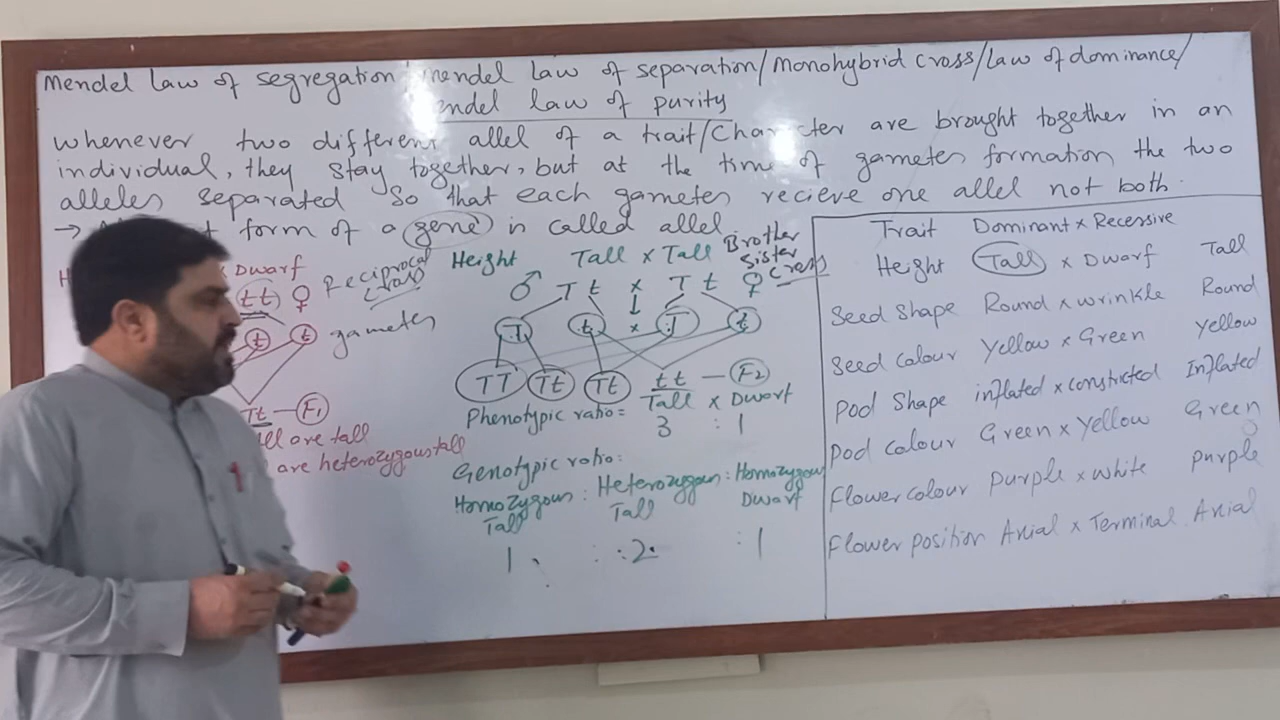 Mendel Law of segregation/mendel law of separation/Monohybrid Cross/Law of dominance/
endel law of purity
whenever two different allel of a trait/character are brought together in an
individual, they stay together, but at the time of gametes formation the two
alleles separated so that each gametes recieve one allel not both.
→ form of a gene is called allel
x Dwarf
Reciprocal
Cross
tt ♀
t t gametes
Tt — F1
all are tall
are heterozygous tall
Height Tall x Tall
Brother
Sister
Cross
♂ T t x T t ♀
T t x T t
TT Tt Tt tt — F2
Tall x Dwarf
Phenotypic ratio =
3 : 1
Genotypic ratio:
Homozygous : Heterozygous : Homozygous
Tall Tall Dwarf
1 : 2 : 1
Trait Dominant x Recessive
Height Tall x Dwarf Tall
Seed Shape Round x wrinkle Round
Seed Colour Yellow x Green Yellow
Pod Shape inflated x constricted Inflated
Pod Colour Green x Yellow Green
Flower colour Purple x white Purple
Flower position Axial x Terminal Axial